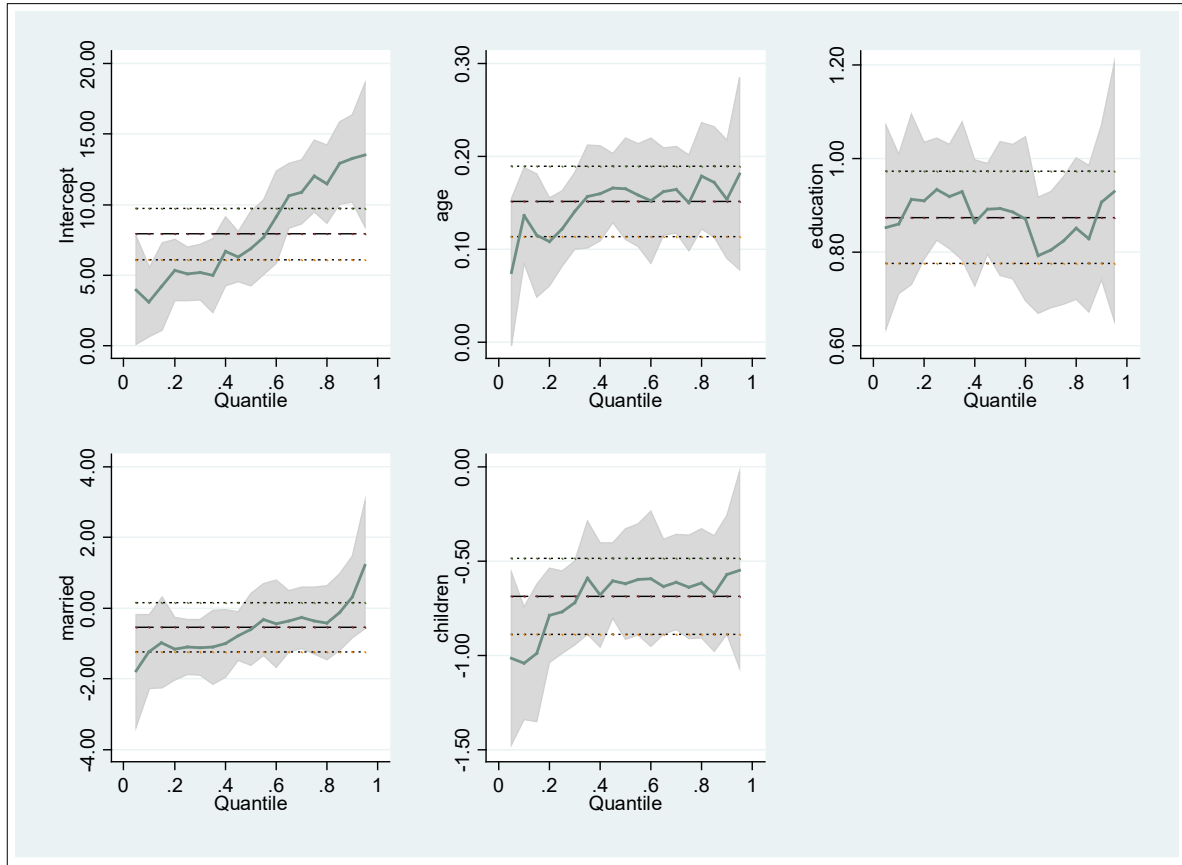 Intercept
0.00 5.00 10.00 15.00 20.00
0 .2 .4 .6 .8 1
Quantile
age
0.00 0.10 0.20 0.30
0 .2 .4 .6 .8 1
Quantile
education
0.60 0.80 1.00 1.20
0 .2 .4 .6 .8 1
Quantile
married
-4.00 -2.00 0.00 2.00 4.00
0 .2 .4 .6 .8 1
Quantile
children
-1.50 -1.00 -0.50 0.00
0 .2 .4 .6 .8 1
Quantile